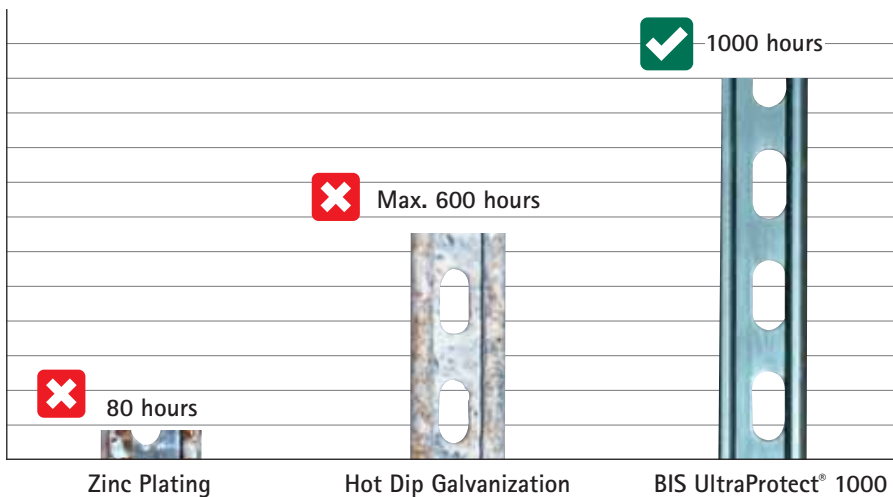 1000 hours
Max. 600 hours
80 hours
Zinc Plating
Hot Dip Galvanization
BIS UltraProtect® 1000